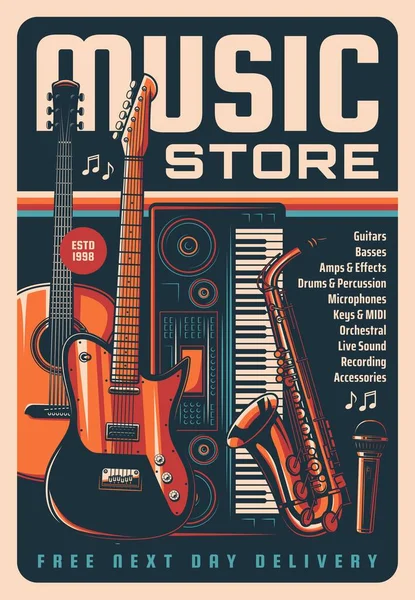 MUSIC
STORE
ESTD
1998
Guitars
Basses
Amps & Effects
Drums & Percussion
Microphones
Keys & MIDI
Orchestral
Live Sound
Recording
Accessories
FREE NEXT DAY DELIVERY